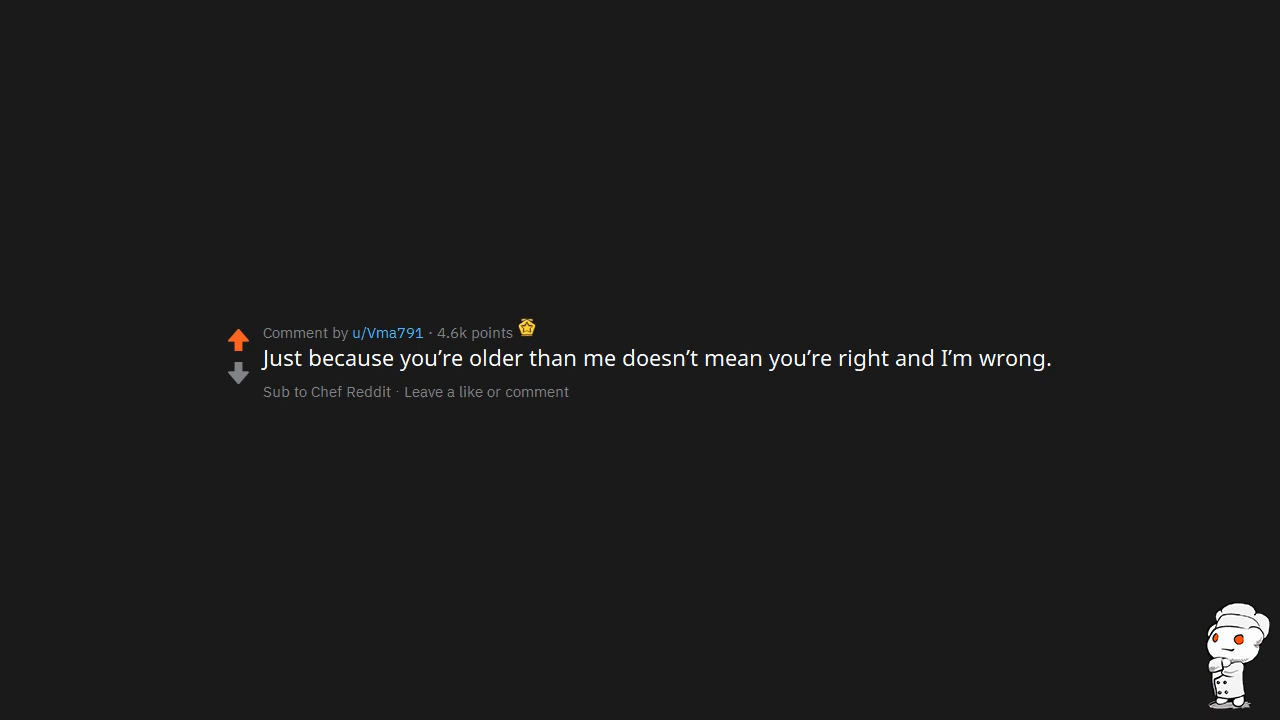 Comment by u/Vma791 · 4.6k points
Just because you’re older than me doesn’t mean you’re right and I’m wrong.
Sub to Chef Reddit · Leave a like or comment